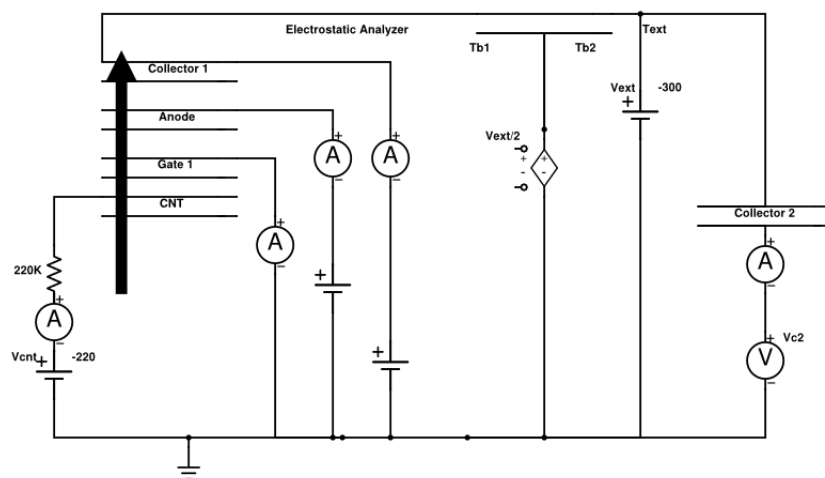 Electrostatic Analyzer
Tb1
Tb2
Text
Collector 1
Vext
+
-300
Anode
+
A
-
+
A
-
Vext/2
+
-
+
-
Gate 1
CNT
+
A
-
Collector 2
+
A
-
220K
+
A
-
+
+
Vc2
V
-
Vcnt
+
-220
+